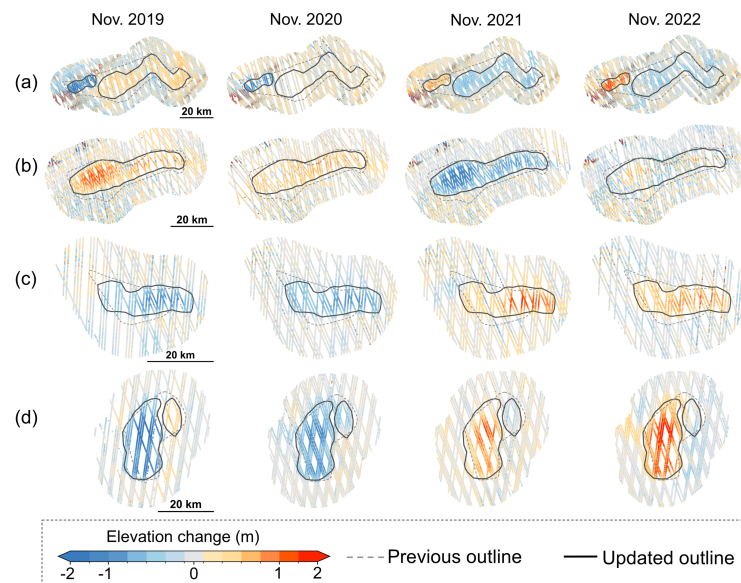 Nov. 2019 Nov. 2020 Nov. 2021 Nov. 2022
(a)
20 km
(b)
20 km
(c)
20 km
(d)
20 km
Elevation change (m)
-2 -1 0 1 2
Previous outline
Updated outline